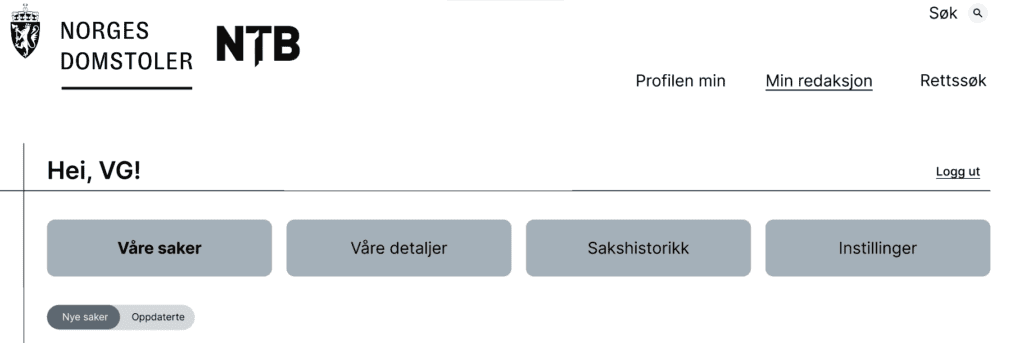 Søk
NORGES
DOMSTOLER
NTB
Profilen min Min redaksjon Rettssøk
Hei, VG!
Logg ut
Våre saker Våre detaljer Sakshistorikk Instillinger
Nye saker Oppdaterte